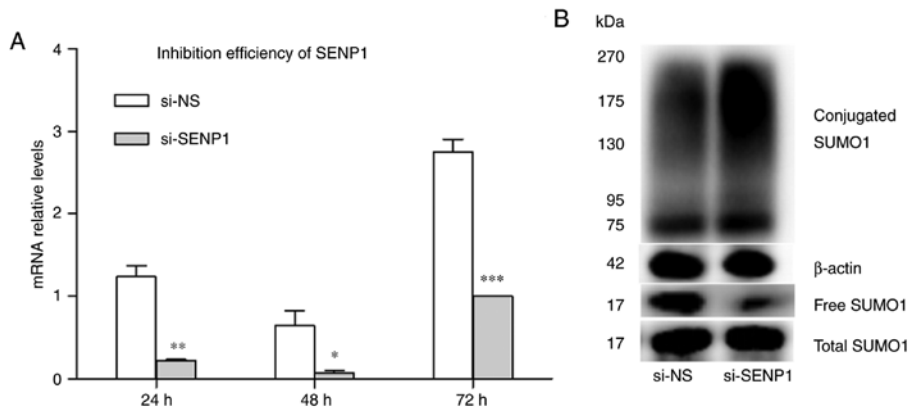 A
Inhibition efficiency of SENP1
si-NS
si-SENP1
mRNA relative levels
4
3
2
1
0
**
*
***
24 h
48 h
72 h
B
kDa
270
175
130
95
75
42
17
17
Conjugated
SUMO1
β-actin
Free SUMO1
Total SUMO1
si-NS
si-SENP1